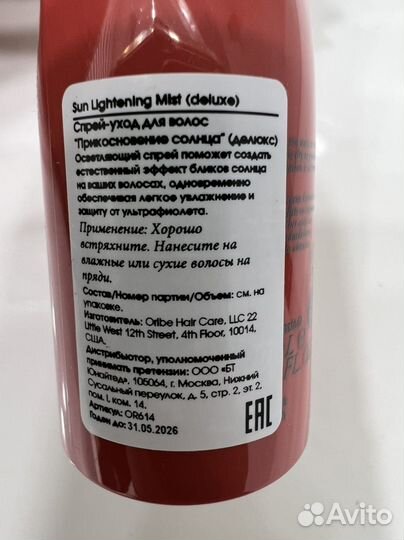 Sun Lightening Mist (deluxe)
Спрей-уход для волос
"Прикосновение солнца" (делюкс)
Осветляющий спрей поможет создать
естественный эффект бликов солнца
на ваших волосах, одновременно
обеспечивая легкое увлажнение и
защиту от ультрафиолета.
Применение: Хорошо
встряхните. Нанесите на
влажные или сухие волосы на
пряди.
Состав/Номер партии/Объем: см. на
упаковке.
Изготовитель: Oribe Hair Care, LLC 22
Little West 12th Street, 4th Floor, 10014,
США.
Дистрибьютор, уполномоченный
принимать претензии: ООО «БТ
Юнайтед», 105064, г. Москва, Нижний
Сусальный переулок, д. 5, стр. 2, эт. 2,
пом. I, ком. 14.
Артикул: OR614
Годен до: 31.05.2026
EAC
Avito